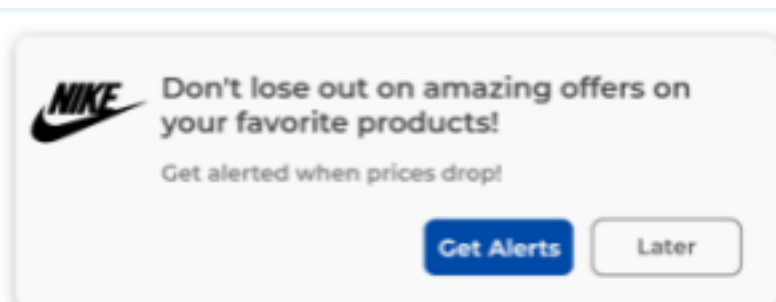 NIKE
Don't lose out on amazing offers on
your favorite products!
Get alerted when prices drop!
Get Alerts
Later